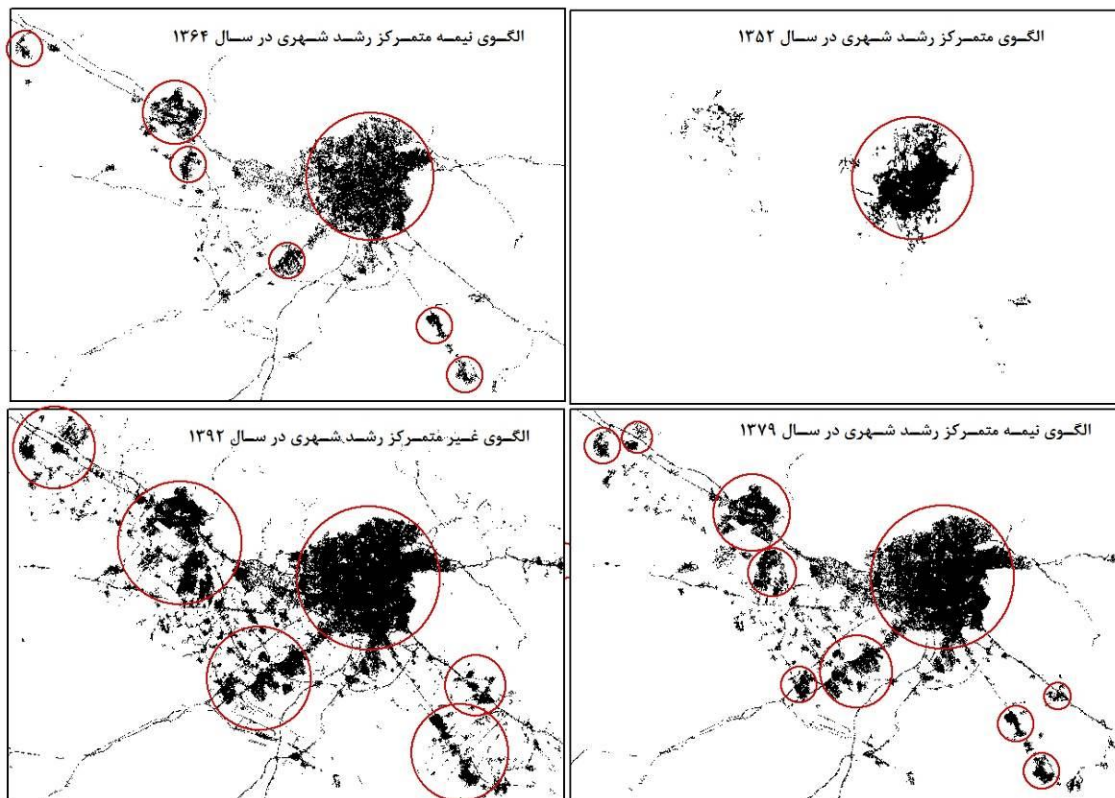 الگوی متمرکز رشد شهری در سال ۱۳۵۲
الگوی نیمه متمرکز رشد شهری در سال ۱۳۶۴
الگوی نیمه متمرکز رشد شهری در سال ۱۳۷۹
الگوی غیر متمرکز رشد شهری در سال ۱۳۹۲